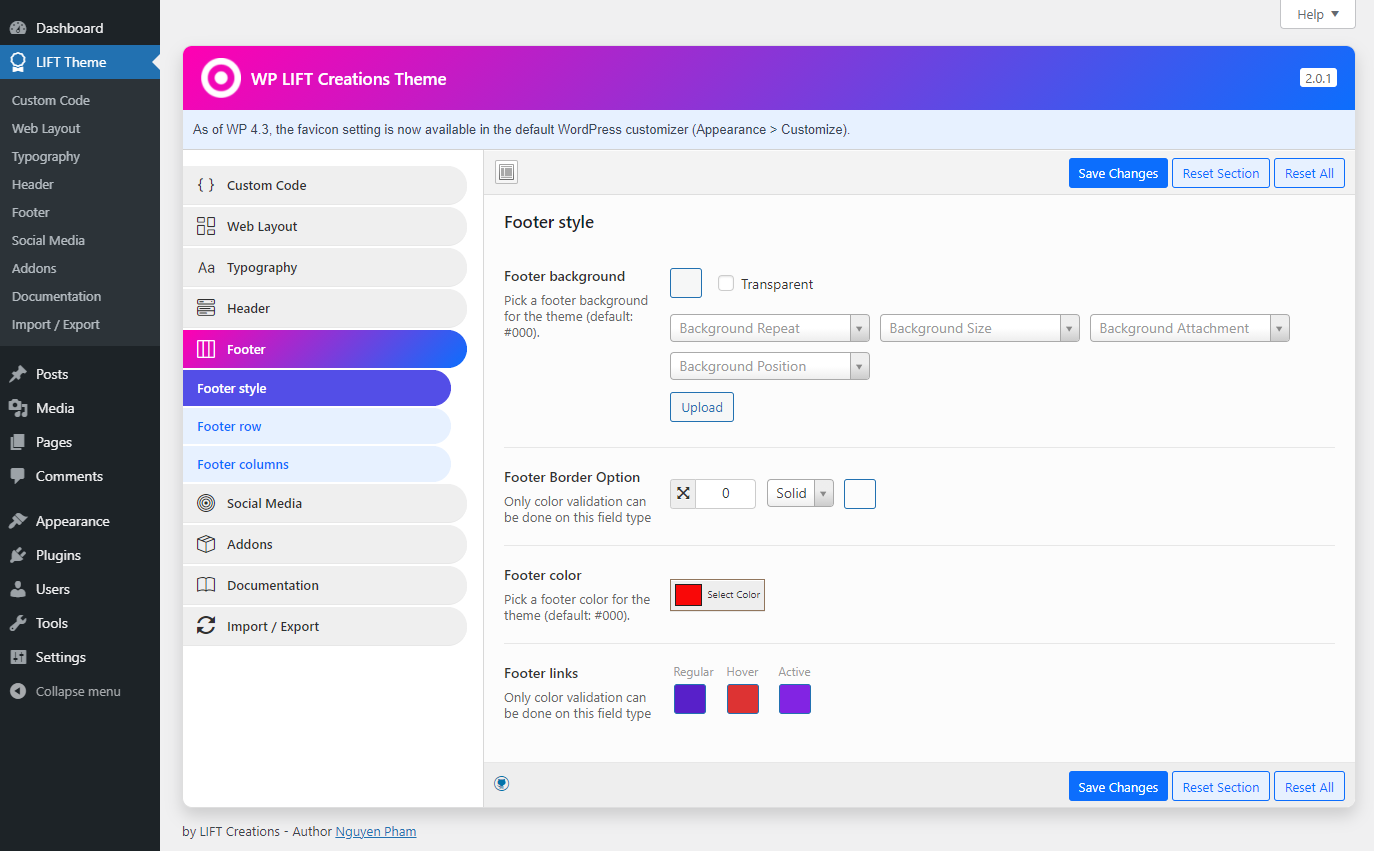 Help
Dashboard
LIFT Theme
Custom Code
Web Layout
Typography
Header
Footer
Social Media
Addons
Documentation
Import / Export
Posts
Media
Pages
Comments
Appearance
Plugins
Users
Tools
Settings
Collapse menu
WP LIFT Creations Theme
2.0.1
As of WP 4.3, the favicon setting is now available in the default WordPress customizer (Appearance > Customize).
{ } Custom Code
Web Layout
Aa Typography
Header
Footer
Footer style
Footer row
Footer columns
Social Media
Addons
Documentation
Import / Export
Save Changes Reset Section Reset All
Footer style
Footer background
Pick a footer background
for the theme (default:
#000).
Transparent
Background Repeat Background Size Background Attachment
Background Position
Upload
Footer Border Option
Only color validation can
be done on this field type
0 Solid
Footer color
Pick a footer color for the
theme (default: #000).
Select Color
Footer links
Only color validation can
be done on this field type
Regular Hover Active
Save Changes Reset Section Reset All
by LIFT Creations - Author Nguyen Pham